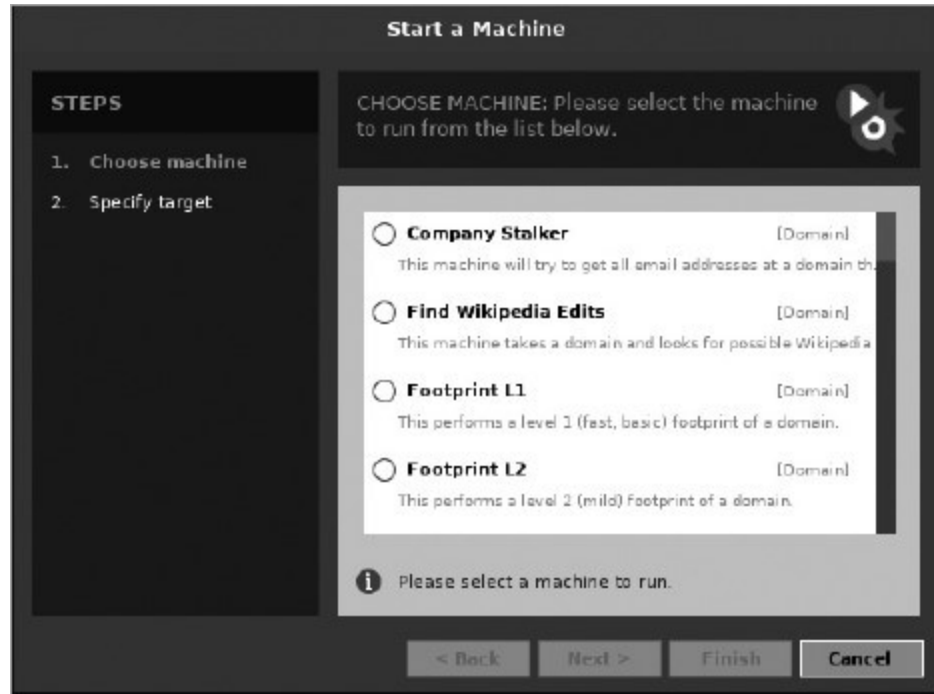 Start a Machine
STEPS
1. Choose machine
2. Specify target
CHOOSE MACHINE: Please select the machine
to run from the list below.
Company Stalker [Domain]
This machine will try to get all email addresses at a domain th.
Find Wikipedia Edits [Domain]
This machine takes a domain and looks for possible Wikipedia
Footprint L1 [Domain]
This performs a level 1 (fast, basic) footprint of a domain.
Footprint L2 [Domain]
This performs a level 2 (mild) footprint of a domain.
Please select a machine to run.
< Back Next > Finish Cancel